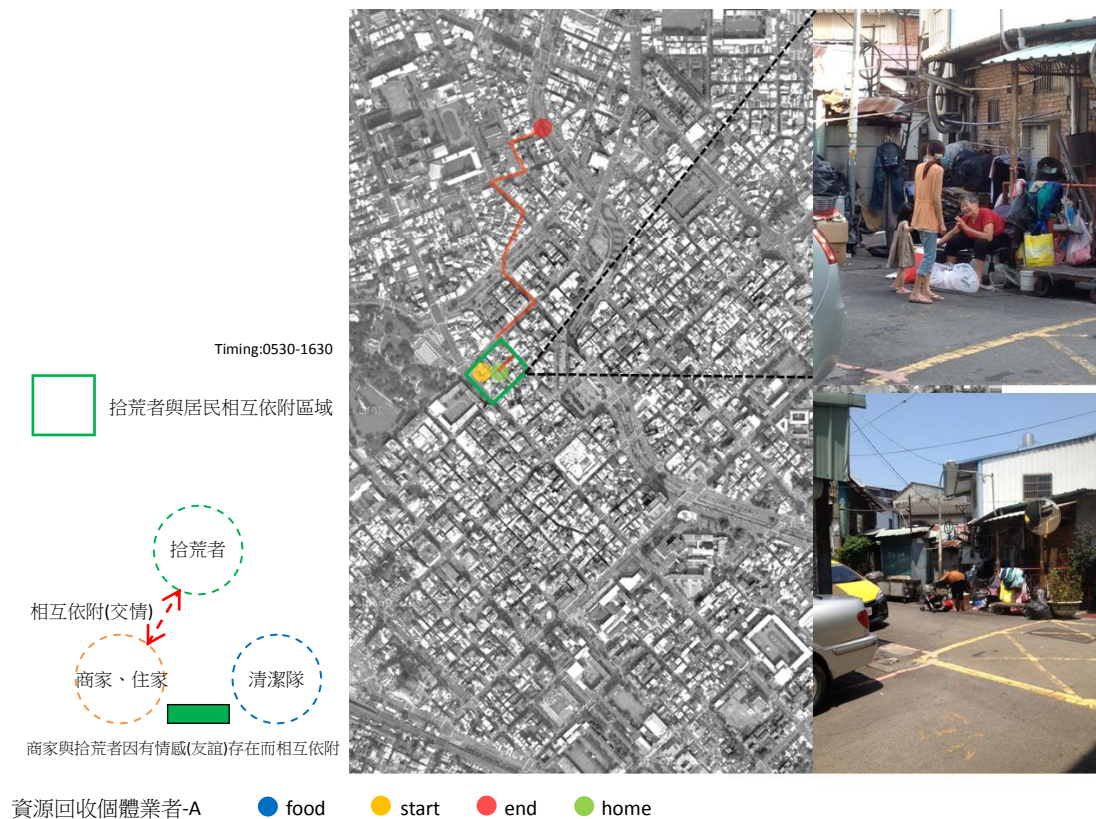 Timing:0530-1630
拾荒者與居民相互依附區域
拾荒者
相互依附(交情)
商家、住家
清潔隊
商家與拾荒者因有情感(友誼)存在而相互依附
資源回收個體業者-A
food
start
end
home